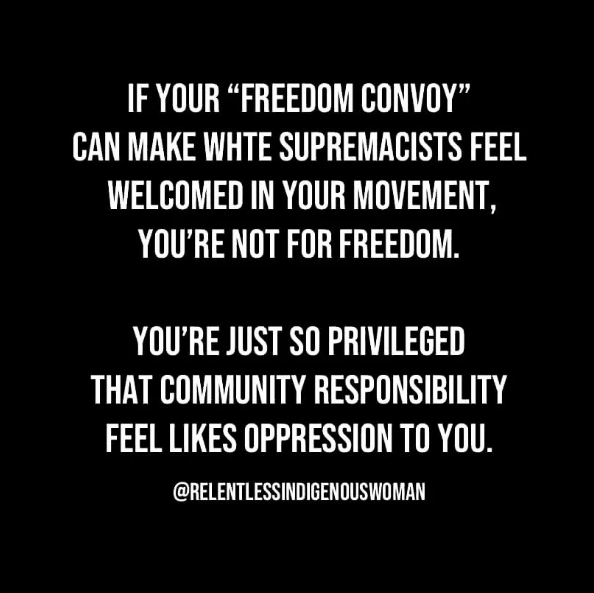 IF YOUR “FREEDOM CONVOY”
CAN MAKE WHTE SUPREMACISTS FEEL
WELCOMED IN YOUR MOVEMENT,
YOU’RE NOT FOR FREEDOM.
YOU’RE JUST SO PRIVILEGED
THAT COMMUNITY RESPONSIBILITY
FEEL LIKES OPPRESSION TO YOU.
@RELENTLESSINDIGENOUSWOMAN